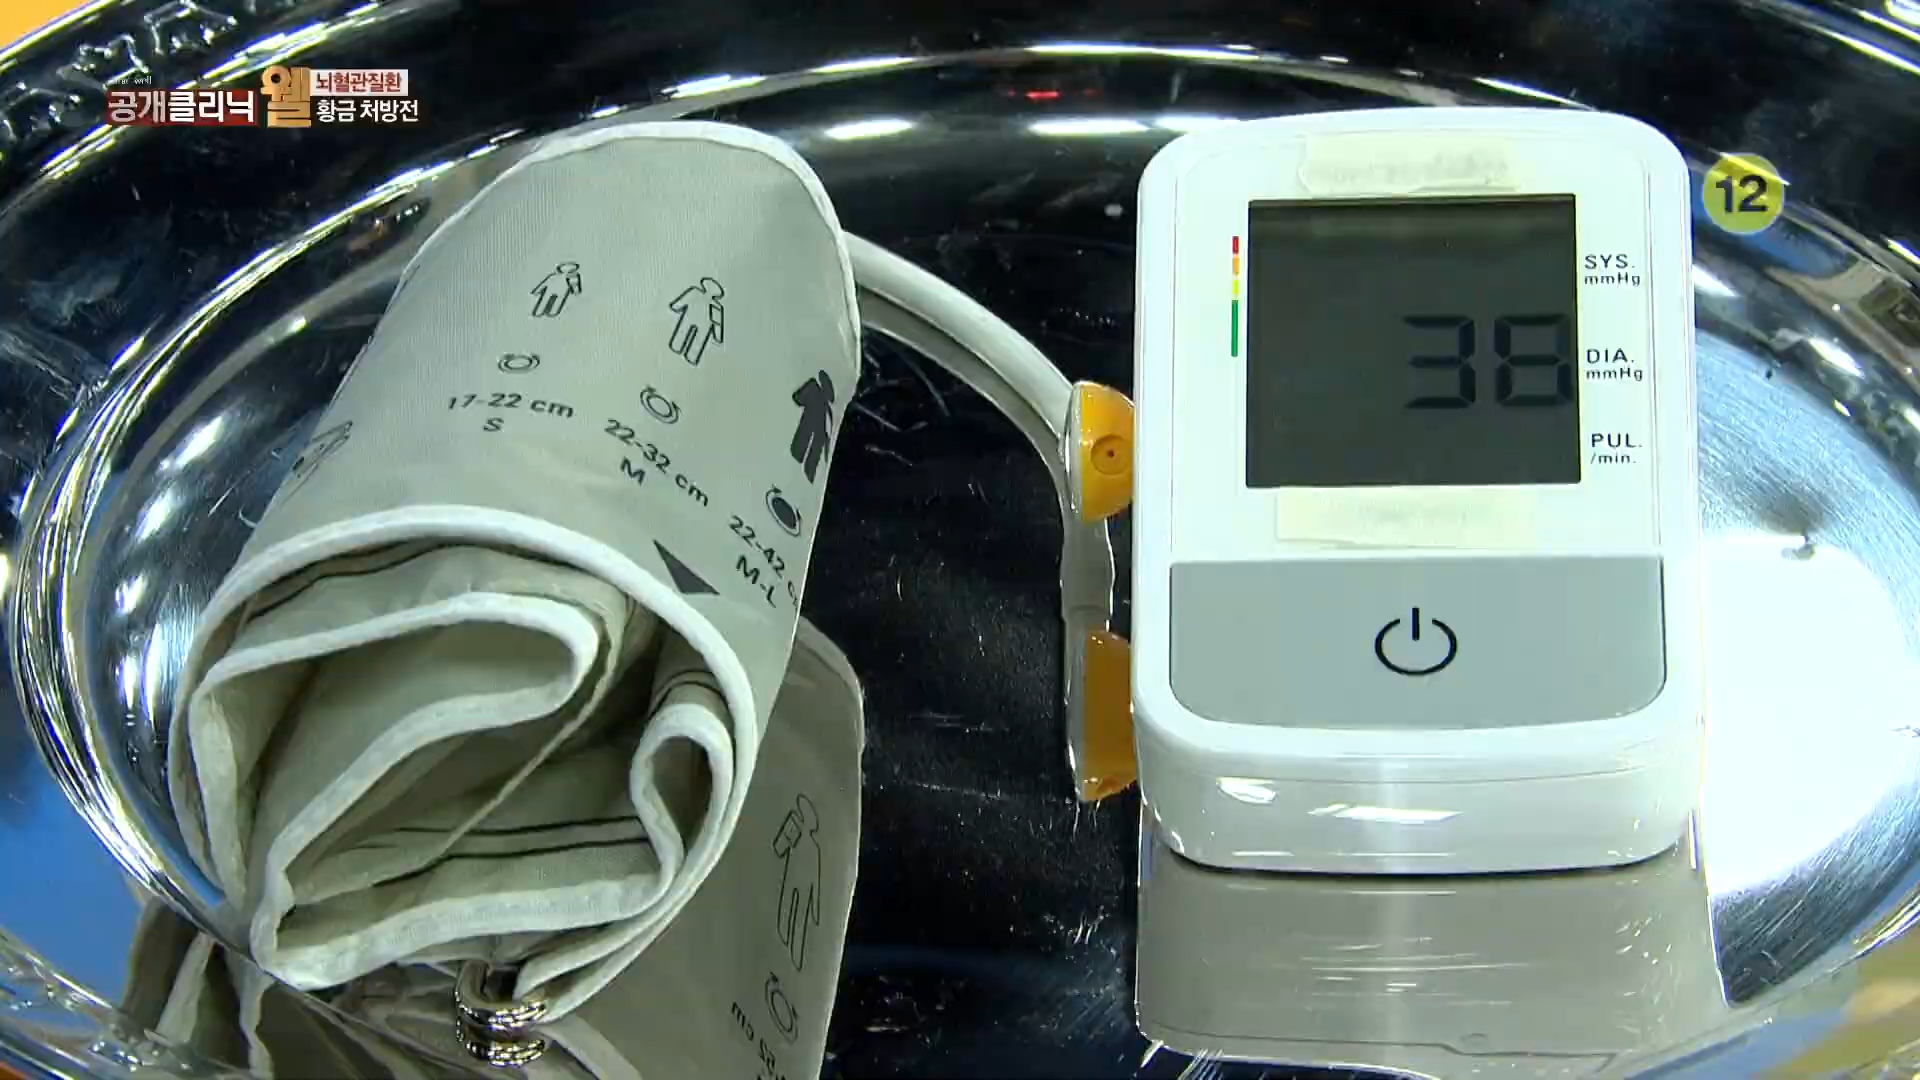 공개클리닉 웰
뇌혈관질환
황금 처방전
12
17-22 cm
S
22-32 cm
M
22-42 c
M-L
SYS.
mmHg
38
DIA.
mmHg
PUL.
/min.